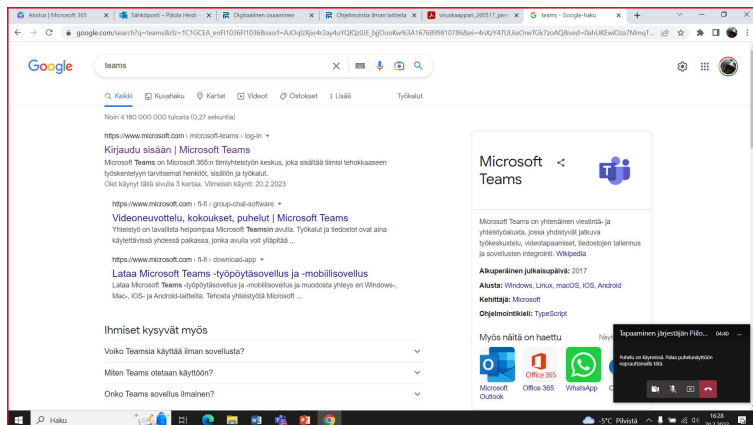 Aloitus | Microsoft 365
Sähköposti – Piilola Heidi –
Digitaalinen osaaminen
Ohjelmointia ilman laitteita
viruskaappari_260517_pien
teams - Google-haku
Google
teams
Kaikki
Kuvahaku
Kartat
Videot
Ostokset
Lisää
Työkalut
Noin 4 180 000 000 tulosta (0,27 sekuntia)
https://www.microsoft.com › microsoft-teams › log-in
Kirjaudu sisään | Microsoft Teams
Microsoft Teams on Microsoft 365:n tiimiyhteistyön keskus, joka sisältää tiimisi tehokkaaseen
työskentelyyn tarvitsemat henkilöt, sisällön ja työkalut.
Olet käynyt tällä sivulla 3 kertaa. Viimeisin käynti: 20.2.2023
https://www.microsoft.com › fi-fi › group-chat-software
Videoneuvottelu, kokoukset, puhelut | Microsoft Teams
Yhteistyö on tavallista helpompaa Microsoft Teamsin avulla. Työkalut ja tiedostot ovat aina
käytettävissä yhdessä paikassa, jonka avulla voit ylläpitää ...
https://www.microsoft.com › fi-fi › download-app
Lataa Microsoft Teams -työpöytäsovellus ja -mobiilisovellus
Lataa Microsoft Teams -työpöytäsovellus ja -mobiilisovellus ja muodosta yhteys eri Windows-,
Mac-, iOS- ja Android-laitteilla. Tehosta yhteistyötä Microsoft ...
Ihmiset kysyvät myös
Voiko Teamsia käyttää ilman sovellusta?
Miten Teams otetaan käyttöön?
Onko Teams sovellus ilmainen?
Microsoft
Teams
Microsoft Teams on yhtenäinen viestintä- ja
yhteistyöalusta, jossa yhdistyvät jatkuva
työkeskustelu, videotapaamiset, tiedostojen tallennus
ja sovellusten integrointi. Wikipedia
Alkuperäinen julkaisupäivä: 2017
Alusta: Windows, Linux, macOS, iOS, Android
Kehittäjä: Microsoft
Ohjelmointikieli: TypeScript
Myös näitä on haettu
Office 365
Microsoft
Outlook
Office 365
WhatsApp
Tapaaminen järjestäjän Piilo... 04:40
Puhelu on käynnissä. Palaa puhelunäyttöön
napsauttamalla tätä.
Haku
-5°C Pilvistä
16:28
20.2.2023